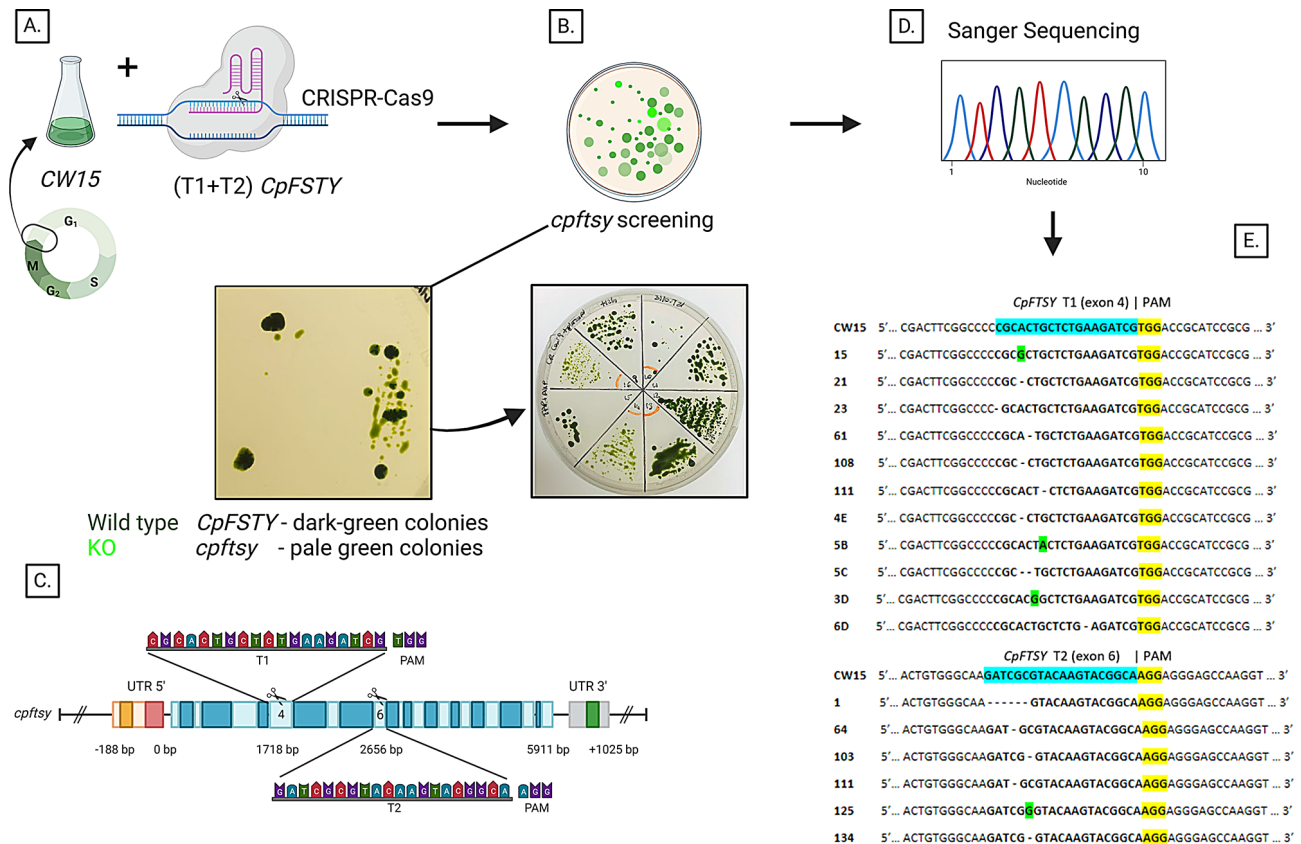 A.
CW15
+
CRISPR-Cas9
(T1+T2) CpFSTY
G1
S
G2
M
B.
cpftsy screening
Wild type CpFSTY - dark-green colonies
KO cpftsy - pale green colonies
C.
CGCACTGCTCTGAAGATCG TGG
T1 PAM
UTR 5'
UTR 3'
cpftsy
4
6
-188 bp
0 bp
1718 bp
2656 bp
5911 bp
+1025 bp
GATCGCGTACAAGTACGGCA AGG
T2 PAM
D.
Sanger Sequencing
1
10
Nucleotide
E.
CpFTSY T1 (exon 4) | PAM
CW15 5’... CGACTTCGGCCCCCGCACTGCTCTGAAGATCGTGGACCGCATCCGCG ... 3’
15 5’... CGACTTCGGCCCCCGCGCTGCTCTGAAGATCGTGGACCGCATCCGCG ... 3’
21 5’... CGACTTCGGCCCCCGC - CTGCTCTGAAGATCGTGGACCGCATCCGCG ... 3’
23 5’... CGACTTCGGCCCC- GCACTGCTCTGAAGATCGTGGACCGCATCCGCG ... 3’
61 5’... CGACTTCGGCCCCCGCA - TGCTCTGAAGATCGTGGACCGCATCCGCG ... 3’
108 5’... CGACTTCGGCCCCCGC - CTGCTCTGAAGATCGTGGACCGCATCCGCG ... 3’
111 5’... CGACTTCGGCCCCCGCACT - CTCTGAAGATCGTGGACCGCATCCGCG ... 3’
4E 5’... CGACTTCGGCCCCCGC - CTGCTCTGAAGATCGTGGACCGCATCCGCG ... 3’
5B 5’... CGACTTCGGCCCCCGCACTACTCTGAAGATCGTGGACCGCATCCGCG ... 3’
5C 5’... CGACTTCGGCCCCCGC - - TGCTCTGAAGATCGTGGACCGCATCCGCG ... 3’
3D 5’... CGACTTCGGCCCCCGCACGGCTCTGAAGATCGTGGACCGCATCCGCG ... 3’
6D 5’... CGACTTCGGCCCCCGCACTGCTCTG - AGATCGTGGACCGCATCCGCG ... 3’
CpFTSY T2 (exon 6) | PAM
CW15 5’... ACTGTGGGCAAGATCGCGTACAAGTACGGCAAGGAGGGAGCCAAGGT ... 3’
1 5’... ACTGTGGGCAA- - - - - -GTACAAGTACGGCAAGGAGGGAGCCAAGGT ... 3’
64 5’... ACTGTGGGCAAGAT - GCGTACAAGTACGGCAAGGAGGGAGCCAAGGT ... 3’
103 5’... ACTGTGGGCAAGATCG - GTACAAGTACGGCAAGGAGGGAGCCAAGGT ... 3’
111 5’... ACTGTGGGCAAGAT - GCGTACAAGTACGGCAAGGAGGGAGCCAAGGT ... 3’
125 5’... ACTGTGGGCAAGATCGGGTACAAGTACGGCAAGGAGGGAGCCAAGGT ... 3’
134 5’... ACTGTGGGCAAGATCG - GTACAAGTACGGCAAGGAGGGAGCCAAGGT ... 3’